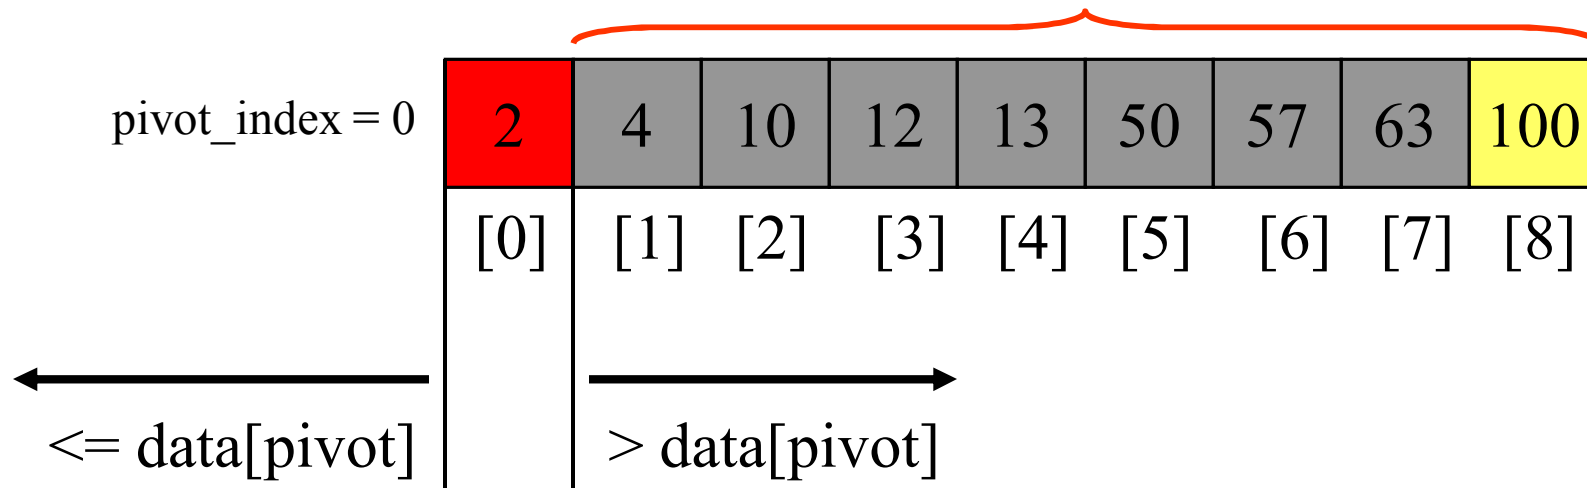 pivot_index = 0 2 4 10 12 13 50 57 63 100
[0] [1] [2] [3] [4] [5] [6] [7] [8]
<= data[pivot] > data[pivot]